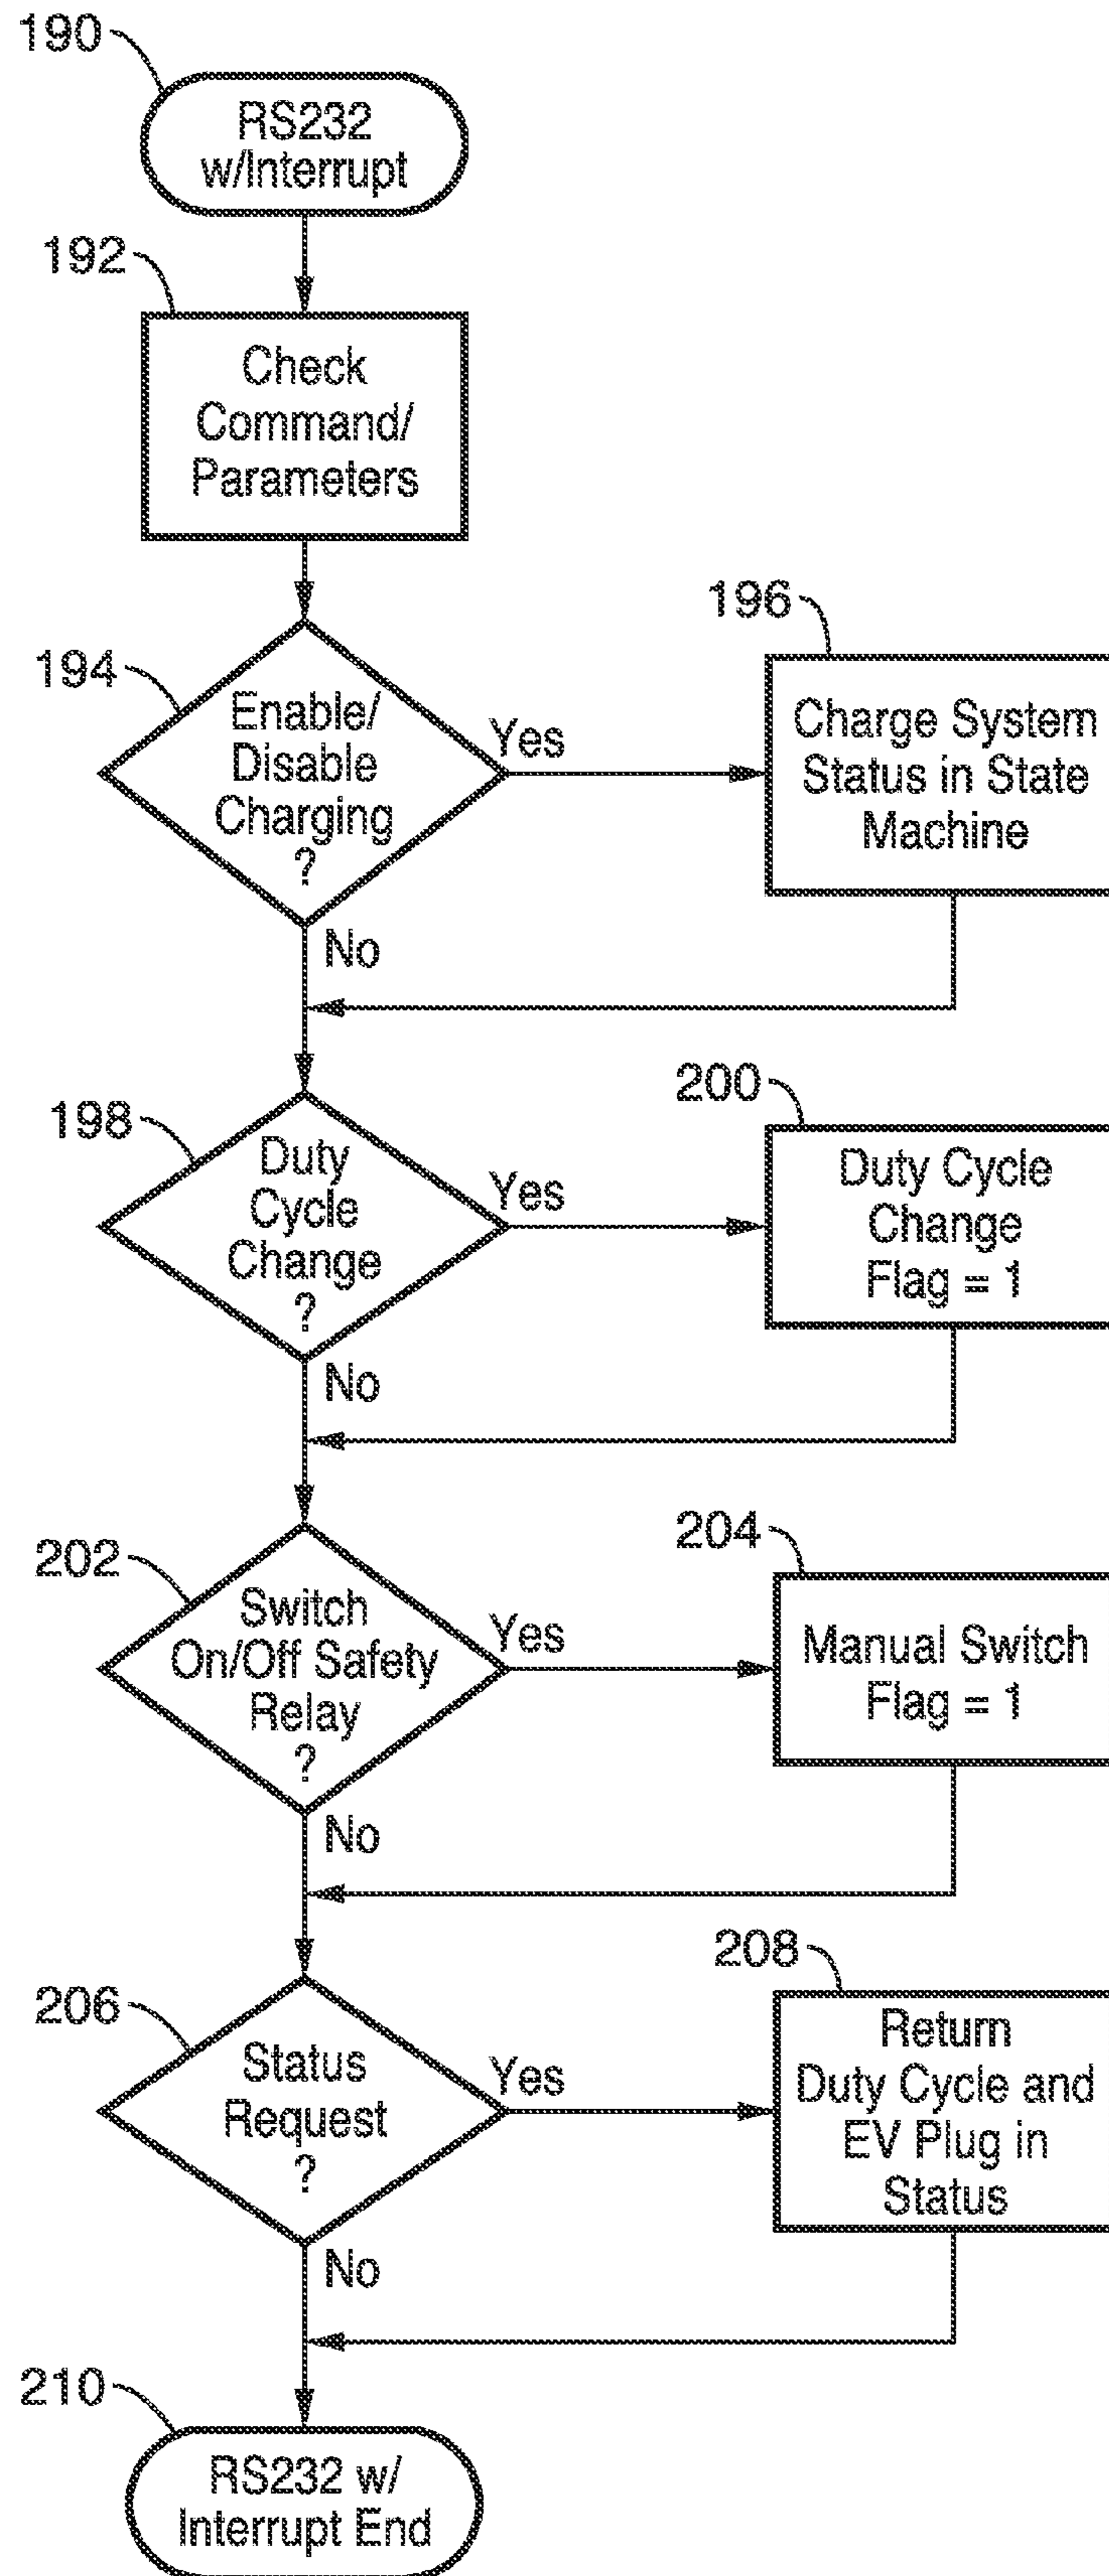 190
RS232
w/Interrupt
192
Check
Command/
Parameters
194
Enable/
Disable
Charging
?
Yes
No
196
Charge System
Status in State
Machine
198
Duty
Cycle
Change
?
Yes
No
200
Duty Cycle
Change
Flag = 1
202
Switch
On/Off Safety
Relay
?
Yes
No
204
Manual Switch
Flag = 1
206
Status
Request
?
Yes
No
208
Return
Duty Cycle and
EV Plug in
Status
210
RS232 w/
Interrupt End